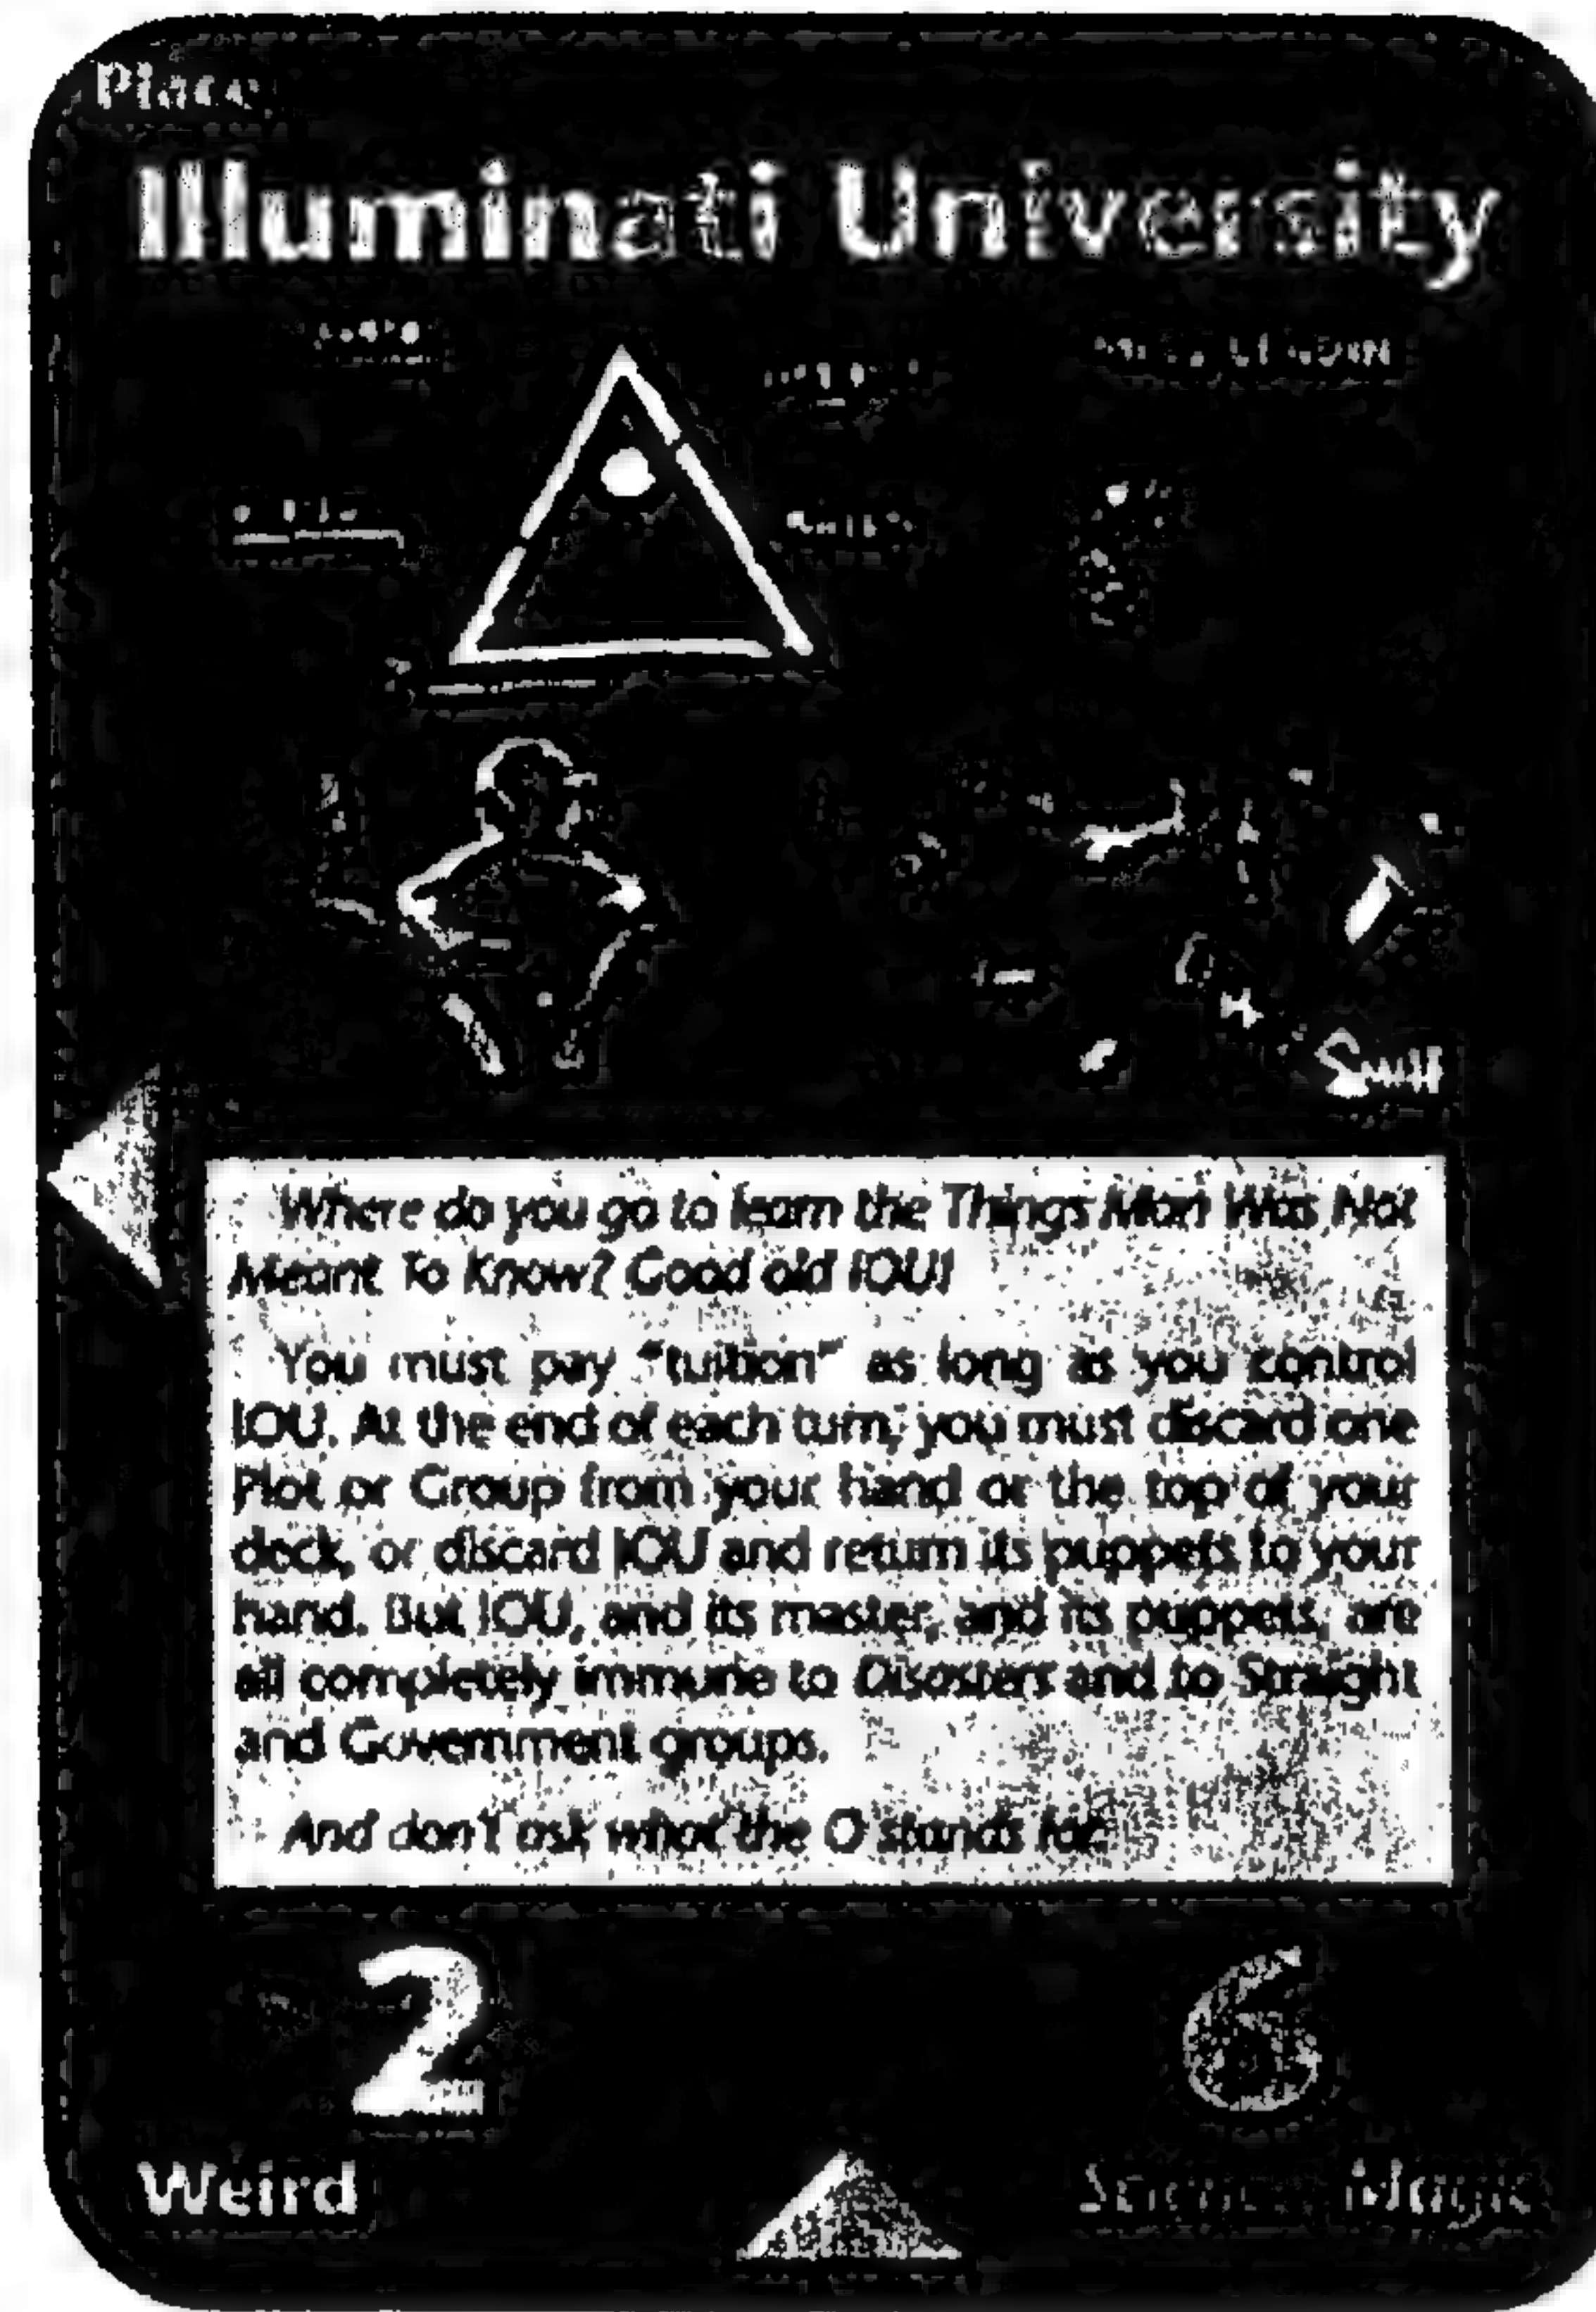 Place
Illuminati University
Where do you go to learn the Things Man Was Not
Meant To Know? Good old IOU!
You must pay "tuition" as long as you control
IOU. At the end of each turn, you must discard one
Plot or Group from your hand or the top of your
deck, or discard IOU and return its puppets to your
hand. But IOU, and its master, and its puppets, are
all completely immune to Disasters and to Straight
and Government groups.
And don't ask what the O stands for.
2 6
Weird Science, Magic